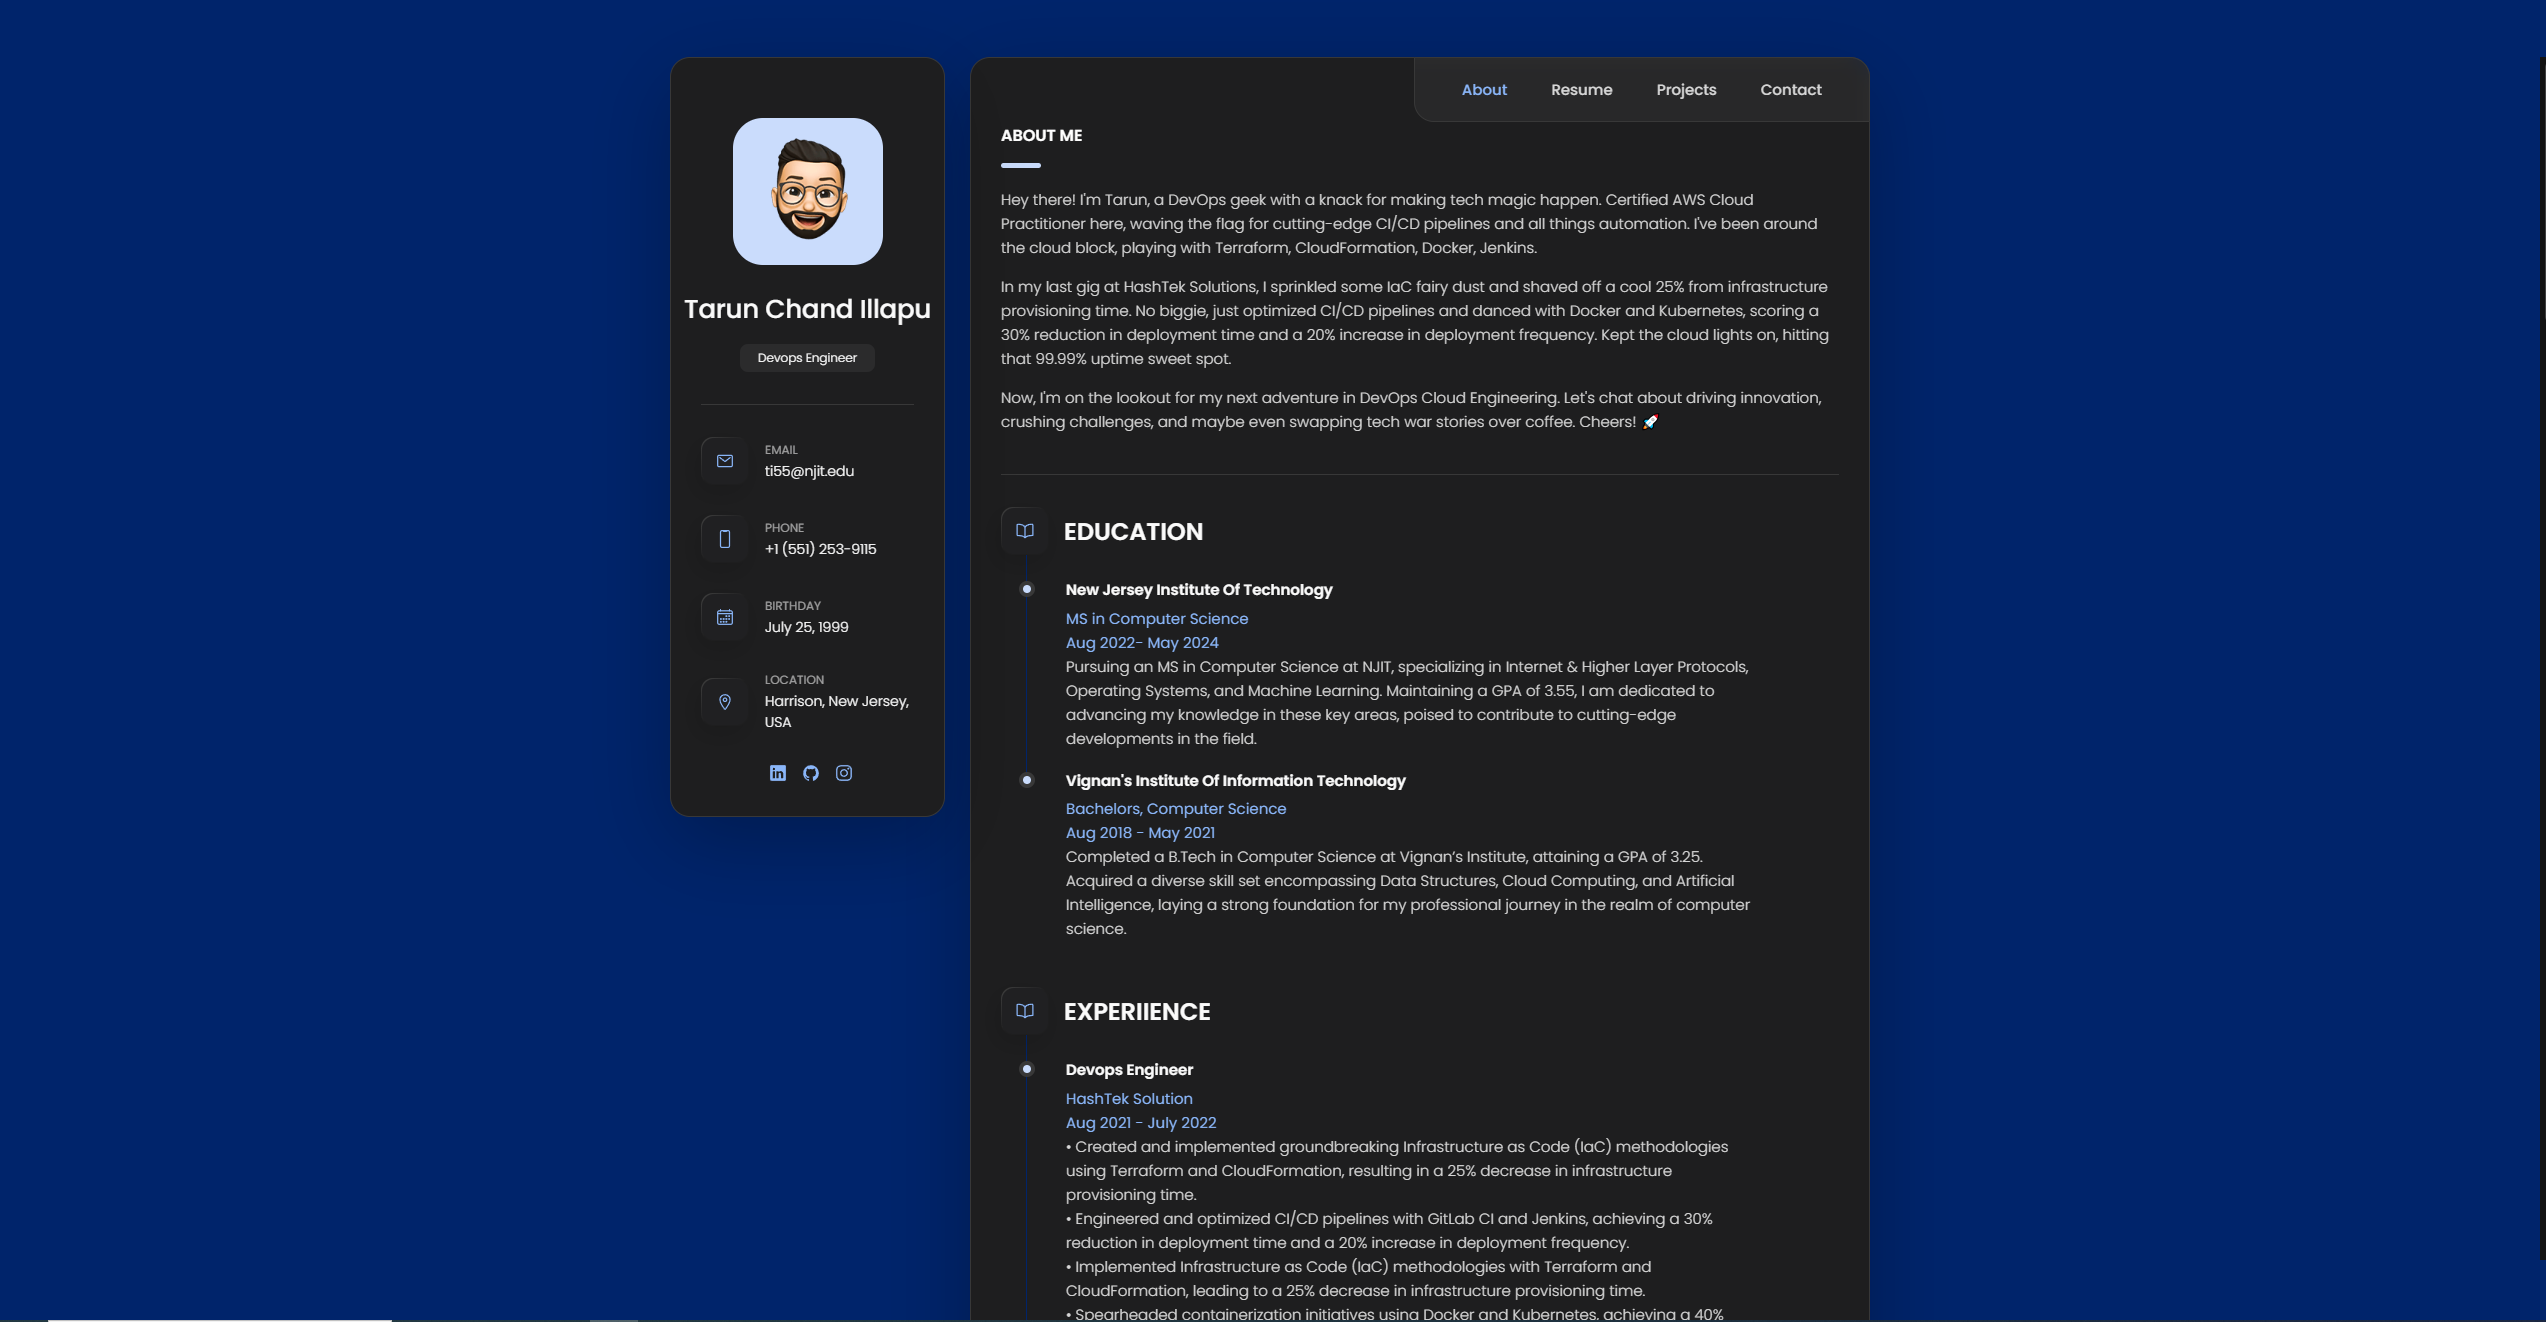 Tarun Chand Illapu
Devops Engineer
EMAIL
ti55@njit.edu
PHONE
+1 (551) 253-9115
BIRTHDAY
July 25, 1999
LOCATION
Harrison, New Jersey,
USA
About Resume Projects Contact
ABOUT ME
Hey there! I'm Tarun, a DevOps geek with a knack for making tech magic happen. Certified AWS Cloud
Practitioner here, waving the flag for cutting-edge CI/CD pipelines and all things automation. I've been around
the cloud block, playing with Terraform, CloudFormation, Docker, Jenkins.
In my last gig at HashTek Solutions, I sprinkled some IaC fairy dust and shaved off a cool 25% from infrastructure
provisioning time. No biggie, just optimized CI/CD pipelines and danced with Docker and Kubernetes, scoring a
30% reduction in deployment time and a 20% increase in deployment frequency. Kept the cloud lights on, hitting
that 99.99% uptime sweet spot.
Now, I'm on the lookout for my next adventure in DevOps Cloud Engineering. Let's chat about driving innovation,
crushing challenges, and maybe even swapping tech war stories over coffee. Cheers! 🚀
EDUCATION
New Jersey Institute Of Technology
MS in Computer Science
Aug 2022- May 2024
Pursuing an MS in Computer Science at NJIT, specializing in Internet & Higher Layer Protocols,
Operating Systems, and Machine Learning. Maintaining a GPA of 3.55, I am dedicated to
advancing my knowledge in these key areas, poised to contribute to cutting-edge
developments in the field.
Vignan's Institute Of Information Technology
Bachelors, Computer Science
Aug 2018 - May 2021
Completed a B.Tech in Computer Science at Vignan’s Institute, attaining a GPA of 3.25.
Acquired a diverse skill set encompassing Data Structures, Cloud Computing, and Artificial
Intelligence, laying a strong foundation for my professional journey in the realm of computer
science.
EXPERIIENCE
Devops Engineer
HashTek Solution
Aug 2021 - July 2022
• Created and implemented groundbreaking Infrastructure as Code (IaC) methodologies
using Terraform and CloudFormation, resulting in a 25% decrease in infrastructure
provisioning time.
• Engineered and optimized CI/CD pipelines with GitLab CI and Jenkins, achieving a 30%
reduction in deployment time and a 20% increase in deployment frequency.
• Implemented Infrastructure as Code (IaC) methodologies with Terraform and
CloudFormation, leading to a 25% decrease in infrastructure provisioning time.
• Spearheaded containerization initiatives using Docker and Kubernetes, achieving a 40%